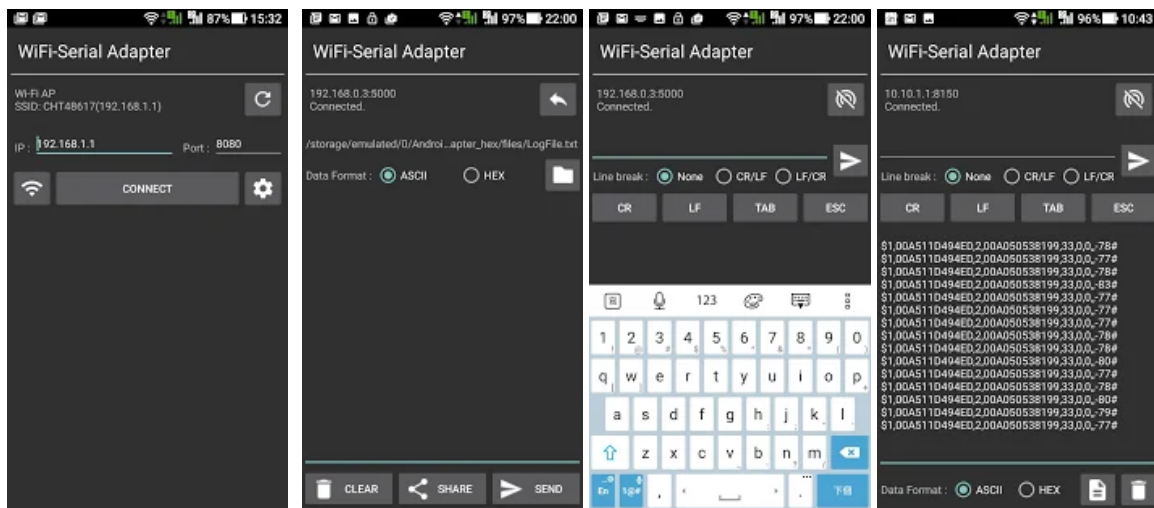 87% 15:32
WiFi-Serial Adapter
Wi-Fi AP
SSID: CHT48617(192.168.1.1)
IP : 192.168.1.1 Port : 8080
CONNECT
97% 22:00
WiFi-Serial Adapter
192.168.0.3:5000
Connected.
/storage/emulated/0/Androi...apter_hex/files/LogFile.txt
Data Format : ASCII HEX
CLEAR SHARE SEND
97% 22:00
WiFi-Serial Adapter
192.168.0.3:5000
Connected.
Line break : None CR/LF LF/CR
CR LF TAB ESC
123
1 2 3 4 5 6 7 8 9 0
q w e r t y u i o p
a s d f g h j k l
z x c v b n m
En 1@# , .
96% 10:43
WiFi-Serial Adapter
10.10.1.1:8150
Connected.
Line break : None CR/LF LF/CR
CR LF TAB ESC
$1,00A511D494ED,2,00A050538199,33,0,0,,-78#
$1,00A511D494ED,2,00A050538199,33,0,0,,-77#
$1,00A511D494ED,2,00A050538199,33,0,0,,-78#
$1,00A511D494ED,2,00A050538199,33,0,0,,-83#
$1,00A511D494ED,2,00A050538199,33,0,0,,-77#
$1,00A511D494ED,2,00A050538199,33,0,0,,-77#
$1,00A511D494ED,2,00A050538199,33,0,0,,-77#
$1,00A511D494ED,2,00A050538199,33,0,0,,-78#
$1,00A511D494ED,2,00A050538199,33,0,0,,-78#
$1,00A511D494ED,2,00A050538199,33,0,0,,-80#
$1,00A511D494ED,2,00A050538199,33,0,0,,-77#
$1,00A511D494ED,2,00A050538199,33,0,0,,-78#
$1,00A511D494ED,2,00A050538199,33,0,0,,-80#
$1,00A511D494ED,2,00A050538199,33,0,0,,-79#
$1,00A511D494ED,2,00A050538199,33,0,0,,-77#
Data Format : ASCII HEX